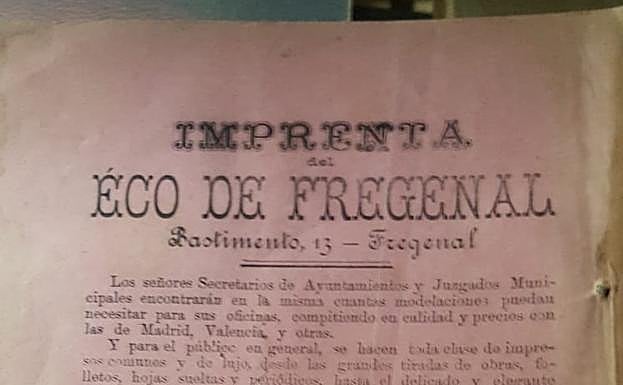 IMPRENTA
del
ÉCO DE FREGENAL
Bastimento, 13 — Fregenal
Los señores Secretarios de Ayuntamientos y Juzgados Muni-
cipales encontrarán en la misma cuantas modelaciones puedan
necesitar para sus oficinas, compitiendo en calidad y precios con
las de Madrid, Valencia, y otras.
Y para el público en general, se hacen toda clase de impre-
sos comunes y de lujo, desde las grandes tiradas de obras, fo-
lletos, hojas sueltas y periódicos, hasta el delicado y elegante